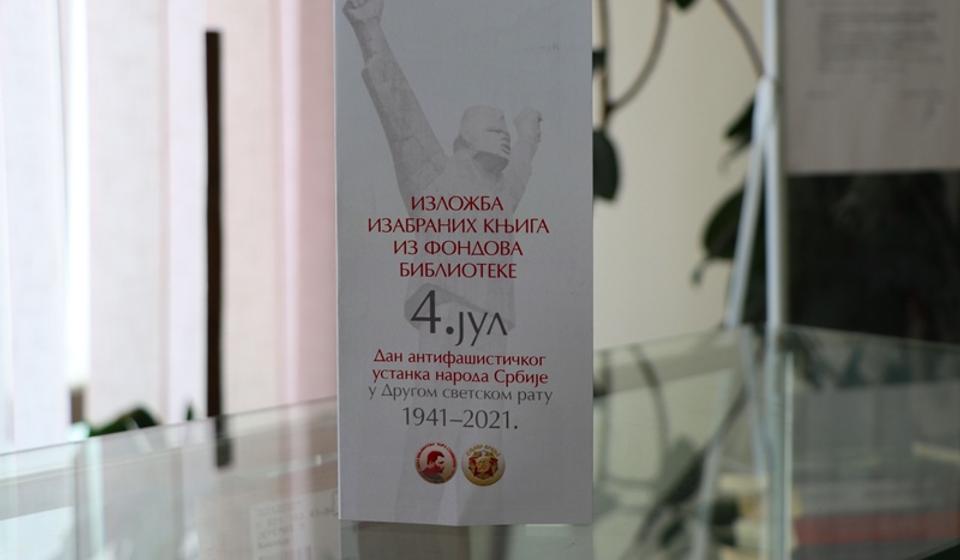 ИЗЛОЖБА
ИЗАБРАНИХ КЊИГА
ИЗ ФОНДОВА
БИБЛИОТЕКЕ
4.јул
Дан антифашистичког
устанка народа Србије
у Другом светском рату
1941–2021.